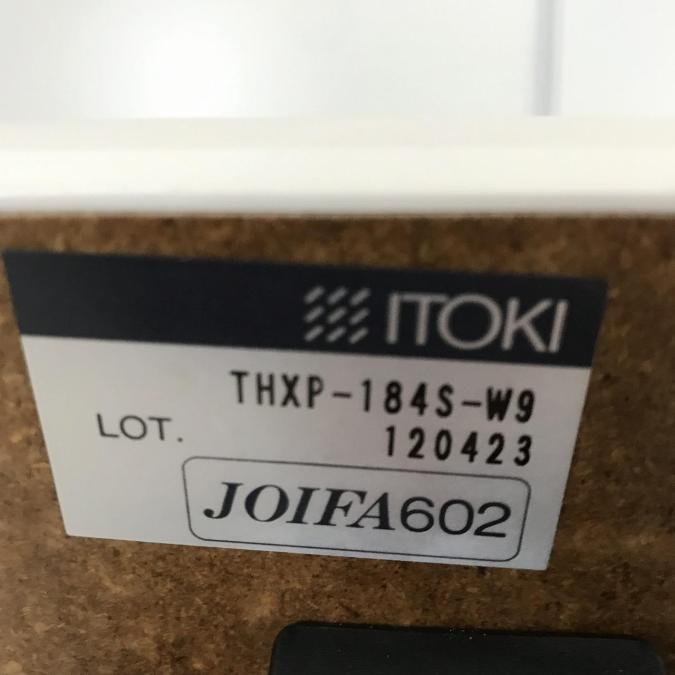 ITOKI
THXP-184S-W9
LOT. 120423
JOIFA602